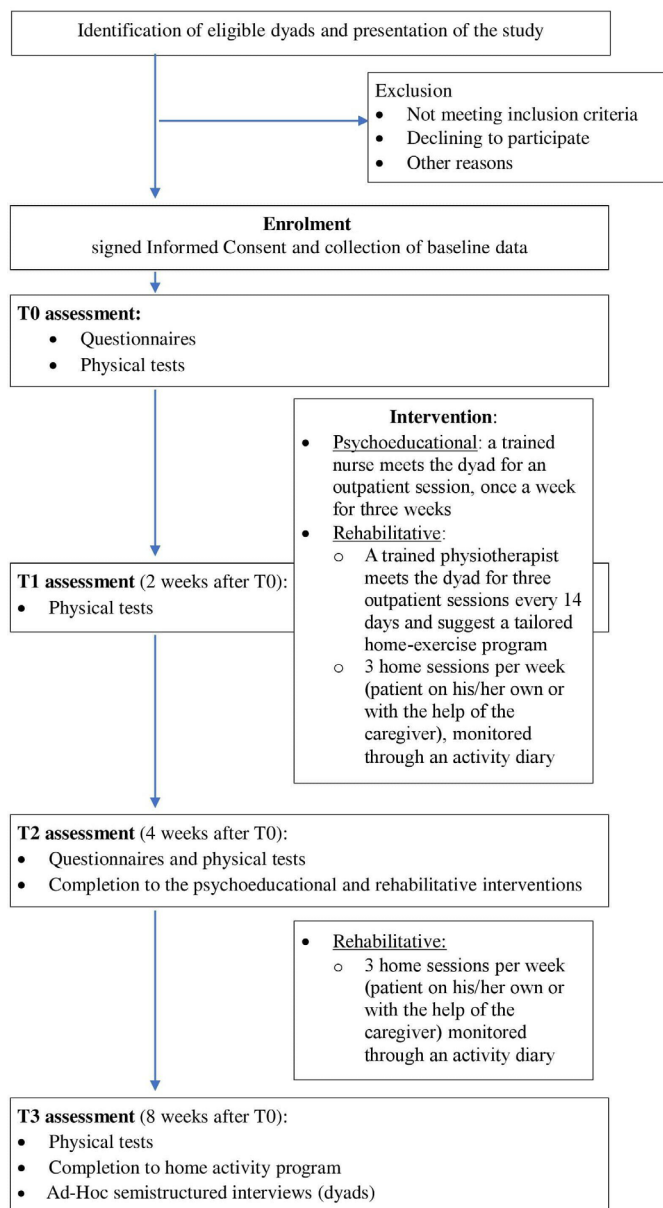 Identification of eligible dyads and presentation of the study
Exclusion
• Not meeting inclusion criteria
• Declining to participate
• Other reasons
Enrolment
signed Informed Consent and collection of baseline data
T0 assessment:
• Questionnaires
• Physical tests
Intervention:
• Psychoeducational: a trained
nurse meets the dyad for an
outpatient session, once a week
for three weeks
• Rehabilitative:
o A trained physiotherapist
meets the dyad for three
outpatient sessions every 14
days and suggest a tailored
home-exercise program
o 3 home sessions per week
(patient on his/her own or
with the help of the
caregiver), monitored
through an activity diary
T1 assessment (2 weeks after T0):
• Physical tests
T2 assessment (4 weeks after T0):
• Questionnaires and physical tests
• Completion to the psychoeducational and rehabilitative interventions
• Rehabilitative:
o 3 home sessions per week
(patient on his/her own or
with the help of the
caregiver) monitored
through an activity diary
T3 assessment (8 weeks after T0):
• Physical tests
• Completion to home activity program
• Ad-Hoc semistructured interviews (dyads)